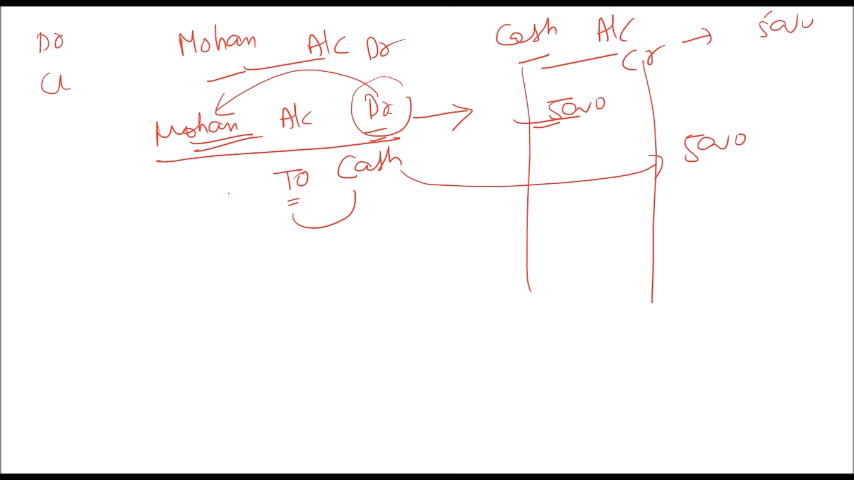 Dr Mohan A/c Dr Cash A/c Cr → 5000
Cr
Mohan A/c Dr → 5000
To Cash 5000